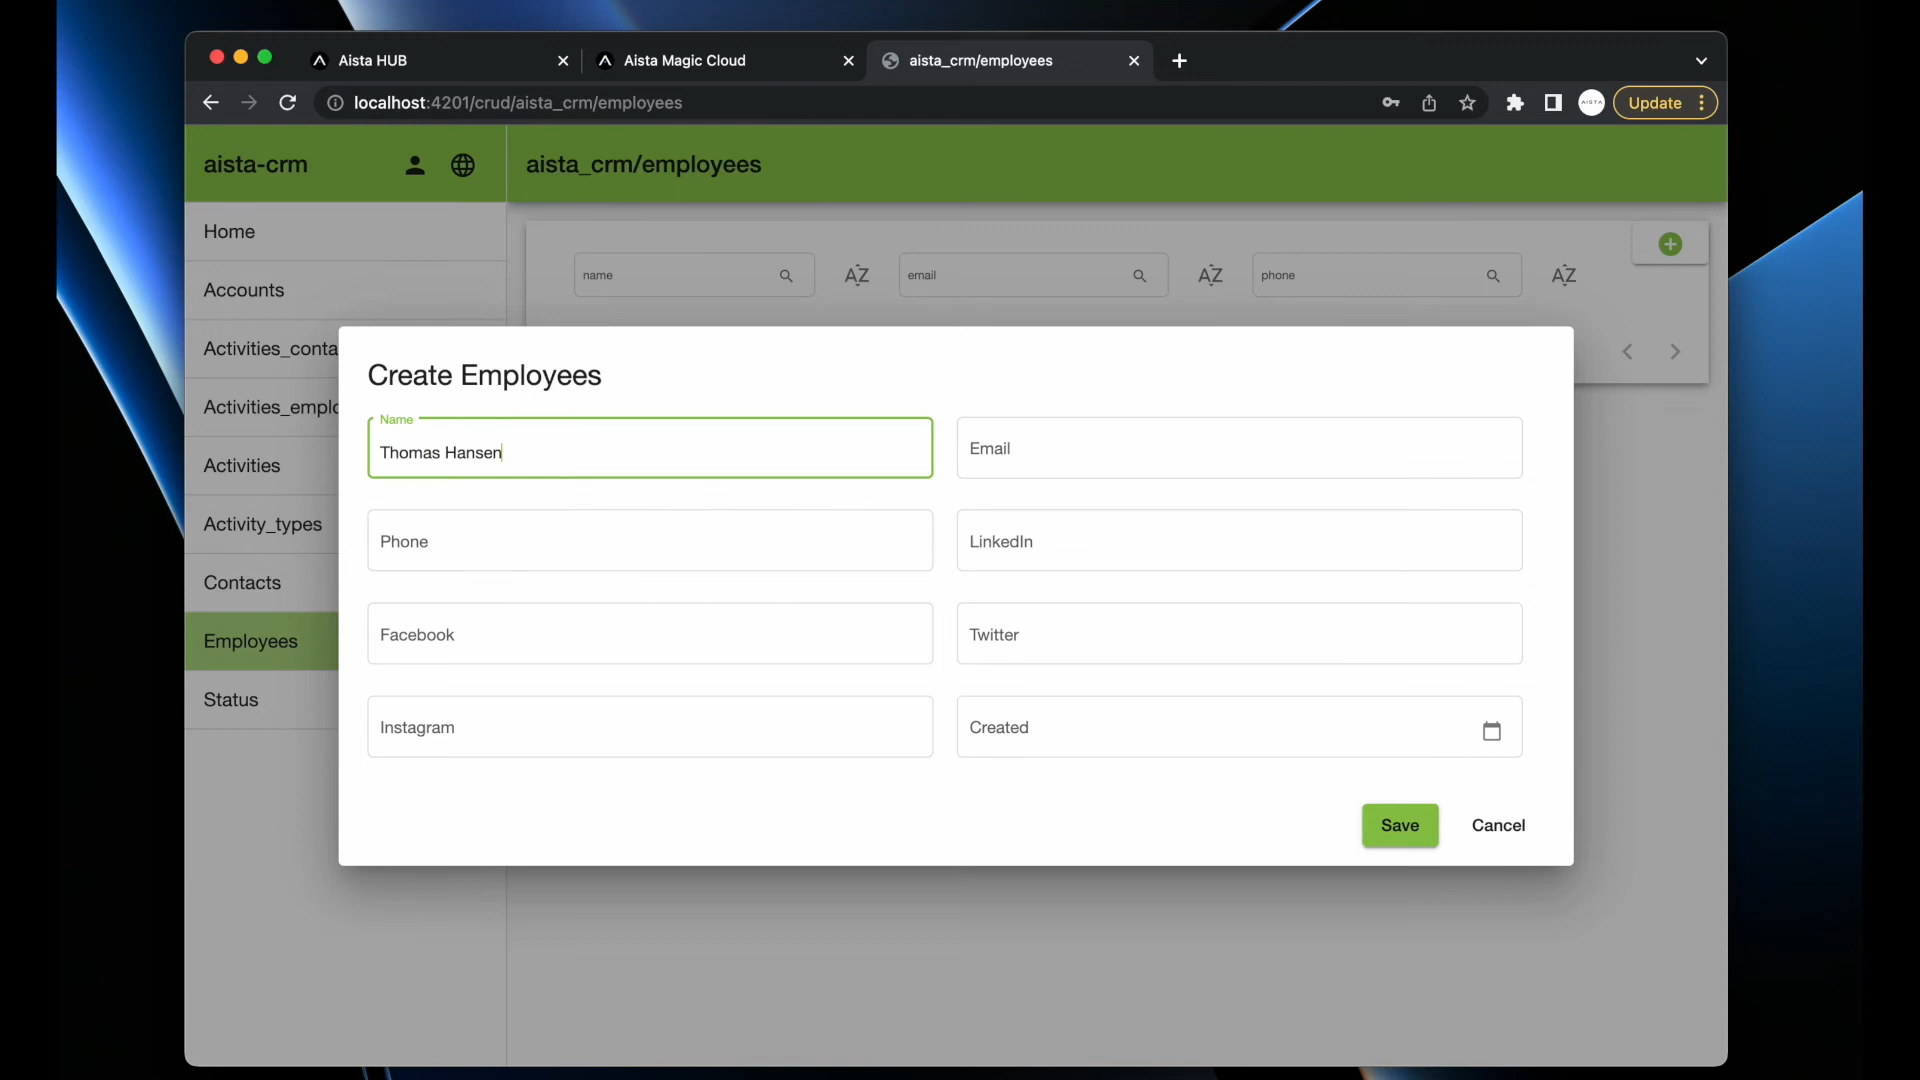 Aista HUB
Aista Magic Cloud
aista_crm/employees
localhost:4201/crud/aista_crm/employees
AISTA
Update
aista-crm
aista_crm/employees
Home
name
AZ
email
AZ
phone
AZ
Accounts
Activities_conta
Activities_emplo
Activities
Activity_types
Contacts
Employees
Status
Create Employees
Name
Thomas Hansen
Email
Phone
LinkedIn
Facebook
Twitter
Instagram
Created
Save
Cancel